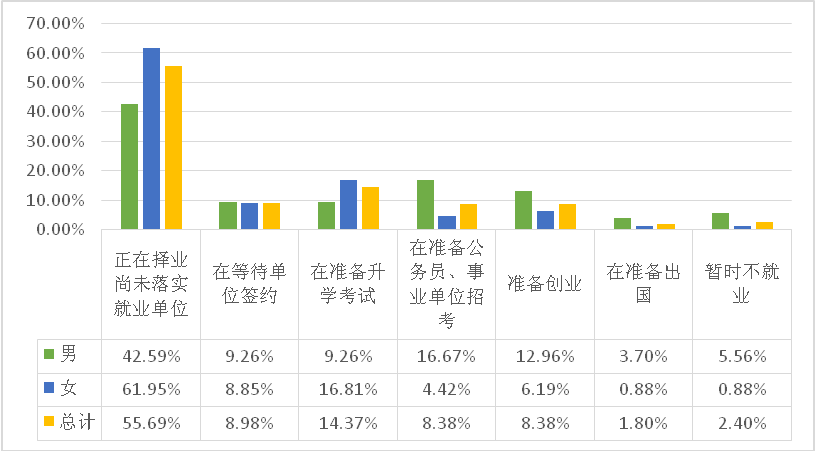 70.00%
60.00%
50.00%
40.00%
30.00%
20.00%
10.00%
0.00%
正在择业尚未落实就业单位
在等待单位签约
在准备升学考试
在准备公务员、事业单位招考
准备创业
在准备出国
暂时不就业
男 42.59% 9.26% 9.26% 16.67% 12.96% 3.70% 5.56%
女 61.95% 8.85% 16.81% 4.42% 6.19% 0.88% 0.88%
总计 55.69% 8.98% 14.37% 8.38% 8.38% 1.80% 2.40%